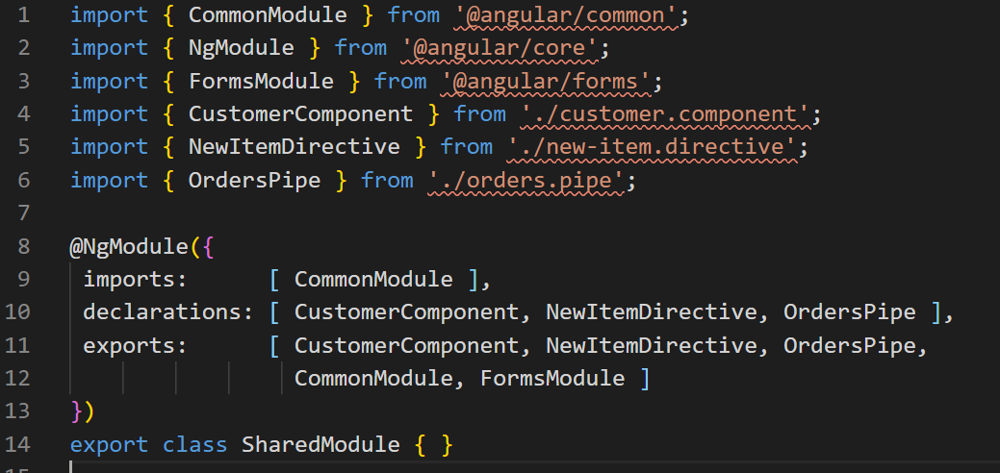 1 import { CommonModule } from '@angular/common';
2 import { NgModule } from '@angular/core';
3 import { FormsModule } from '@angular/forms';
4 import { CustomerComponent } from './customer.component';
5 import { NewItemDirective } from './new-item.directive';
6 import { OrdersPipe } from './orders.pipe';
7
8 @NgModule({
9  imports:      [ CommonModule ],
10  declarations: [ CustomerComponent, NewItemDirective, OrdersPipe ],
11  exports:      [ CustomerComponent, NewItemDirective, OrdersPipe,
12                  CommonModule, FormsModule ]
13 })
14 export class SharedModule { }
15